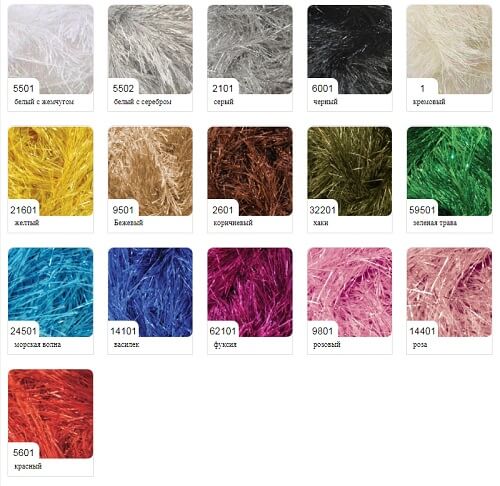 5501
белый с жемчугом
5502
белый с серебром
2101
серый
6001
черный
1
кремовый
21601
желтый
9501
Бежевый
2601
коричневый
32201
хаки
59501
зеленая трава
24501
морская волна
14101
василек
62101
фуксия
9801
розовый
14401
роза
5601
красный